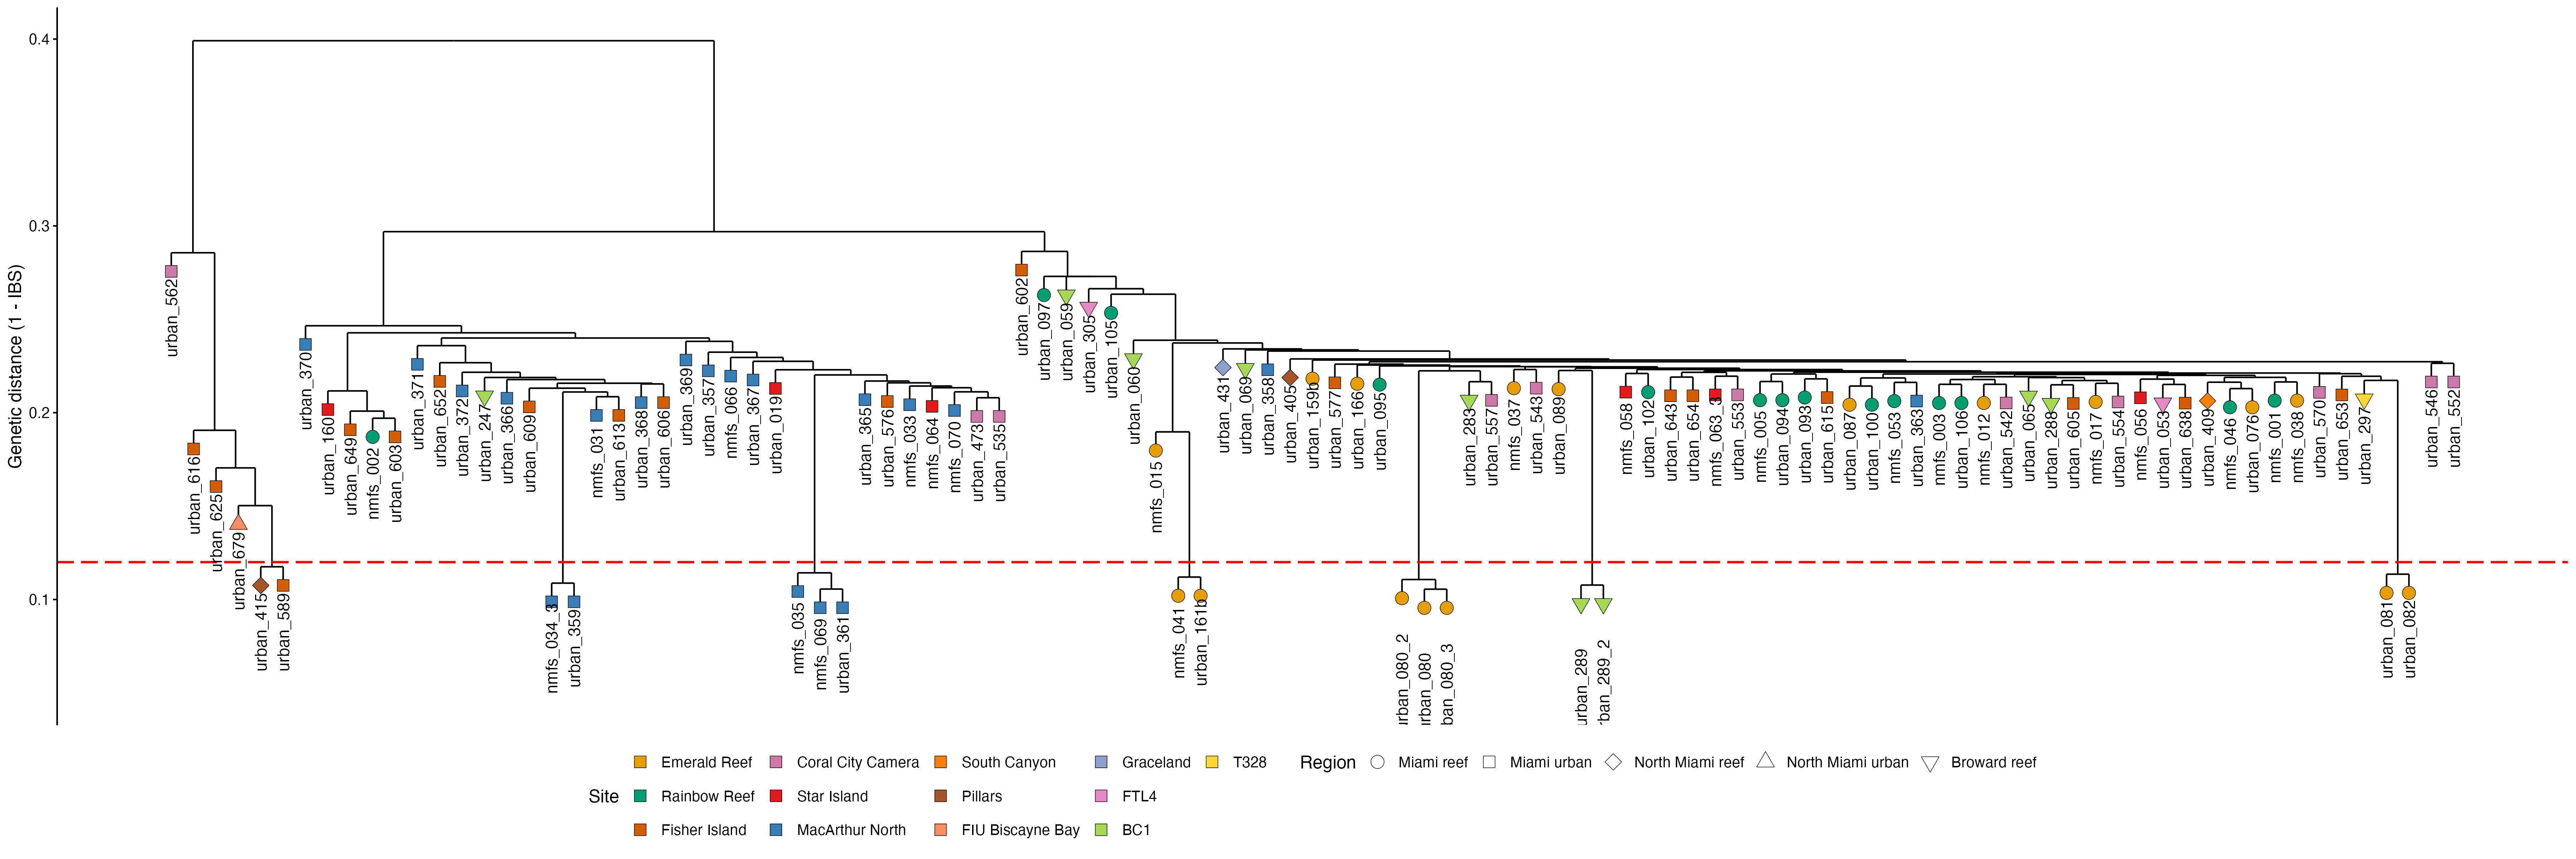 0.4
0.3
0.2
0.1
Genetic distance (1 - IBS)
urban_562
urban_616
urban_625
urban_679
urban_415
urban_589
urban_370
urban_160
urban_649
nmfs_002
urban_603
urban_371
urban_652
urban_372
urban_247
urban_366
urban_609
nmfs_034_3
urban_359
nmfs_031
urban_613
urban_368
urban_606
urban_369
urban_357
nmfs_066
urban_367
urban_019
nmfs_035
nmfs_069
urban_361
urban_365
urban_576
nmfs_033
nmfs_064
nmfs_070
urban_473
urban_535
urban_602
urban_097
urban_059
urban_305
urban_105
urban_060
nmfs_015
nmfs_041
urban_161b
urban_431
urban_069
urban_358
urban_405
urban_159b
urban_577
urban_166
urban_095
urban_080_2
urban_080
ban_080_3
urban_283
urban_557
nmfs_037
urban_543
urban_089
urban_289
rban_289_2
nmfs_058
urban_102
urban_643
urban_654
nmfs_063_3
urban_553
nmfs_005
urban_094
urban_093
urban_615
urban_087
urban_100
nmfs_053
urban_363
nmfs_003
urban_106
nmfs_012
urban_542
urban_065
urban_288
urban_605
nmfs_017
urban_554
nmfs_056
urban_053
urban_638
urban_409
nmfs_046
urban_076
nmfs_001
nmfs_038
urban_570
urban_653
urban_297
urban_081
urban_082
urban_546
urban_552
Site
Emerald Reef
Coral City Camera
South Canyon
Graceland
T328
Rainbow Reef
Star Island
Pillars
FTL4
Fisher Island
MacArthur North
FIU Biscayne Bay
BC1
Region
Miami reef
Miami urban
North Miami reef
North Miami urban
Broward reef